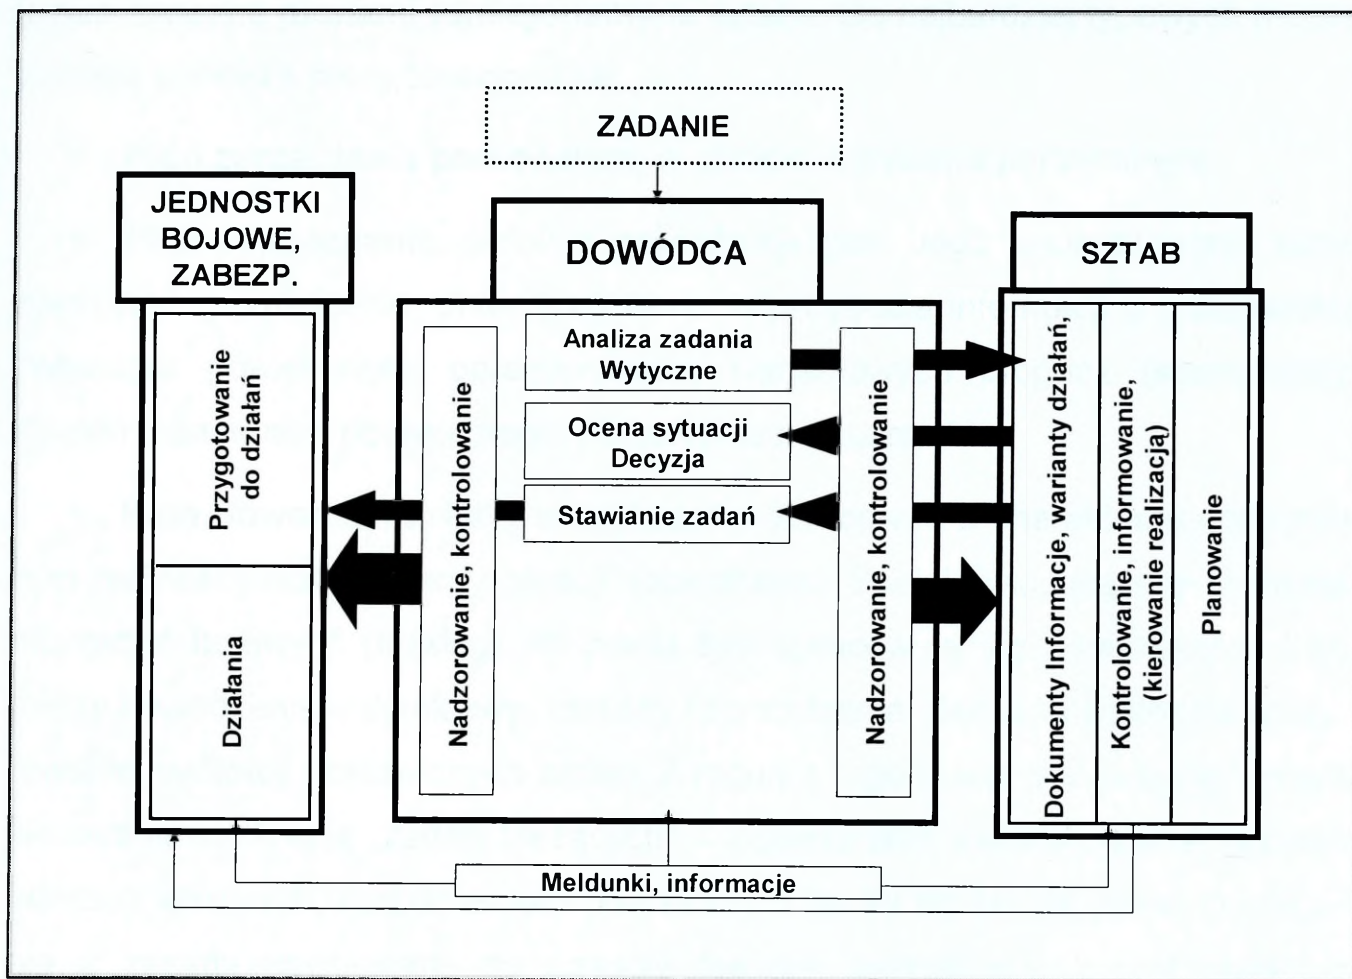 ZADANIE
JEDNOSTKI
BOJOWE,
ZABEZP.
DOWÓDCA
SZTAB
Przygotowanie
do działań
Działania
Nadzorowanie, kontrolowanie
Analiza zadania
Wytyczne
Ocena sytuacji
Decyzja
Stawianie zadań
Nadzorowanie, kontrolowanie
Dokumenty Informacje, warianty działań,
Kontrolowanie, informowanie,
(kierowanie realizacją)
Planowanie
Meldunki, informacje